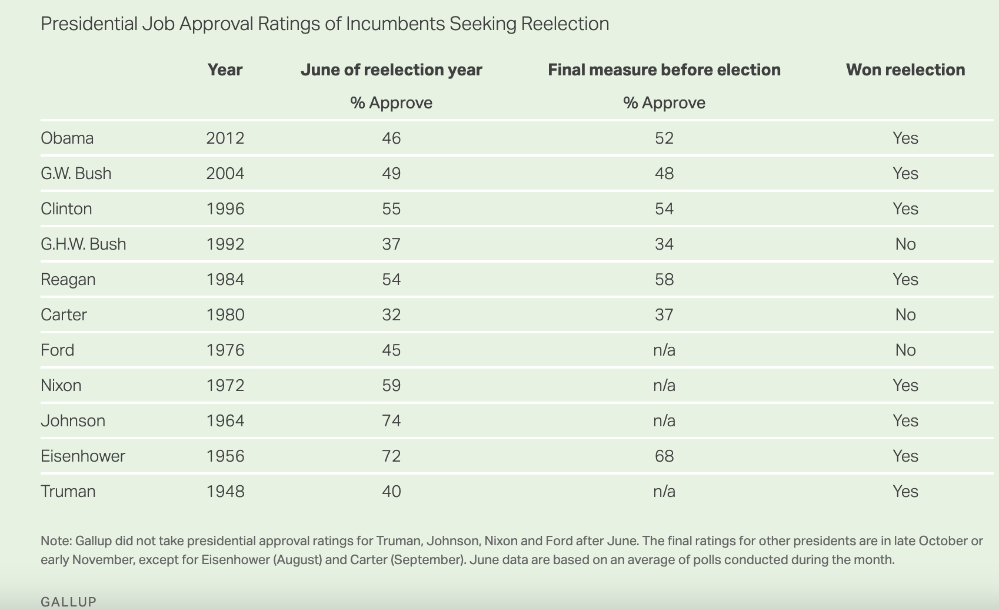 Presidential Job Approval Ratings of Incumbents Seeking Reelection
Year June of reelection year Final measure before election Won reelection
% Approve % Approve
Obama 2012 46 52 Yes
G.W. Bush 2004 49 48 Yes
Clinton 1996 55 54 Yes
G.H.W. Bush 1992 37 34 No
Reagan 1984 54 58 Yes
Carter 1980 32 37 No
Ford 1976 45 n/a No
Nixon 1972 59 n/a Yes
Johnson 1964 74 n/a Yes
Eisenhower 1956 72 68 Yes
Truman 1948 40 n/a Yes
Note: Gallup did not take presidential approval ratings for Truman, Johnson, Nixon and Ford after June. The final ratings for other presidents are in late October or
early November, except for Eisenhower (August) and Carter (September). June data are based on an average of polls conducted during the month.
GALLUP